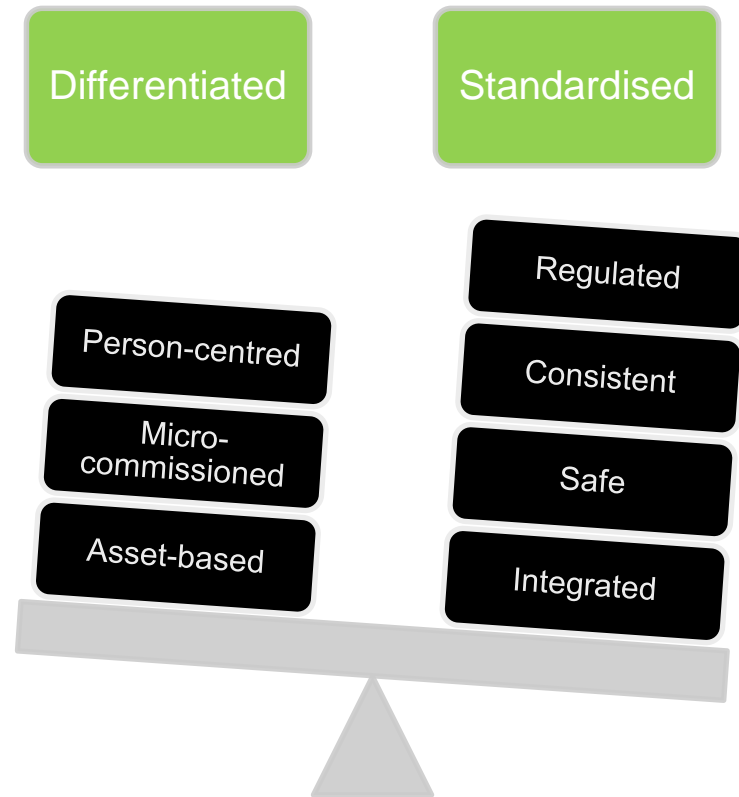 Differentiated
Standardised
Person-centred
Micro-
commissioned
Asset-based
Regulated
Consistent
Safe
Integrated